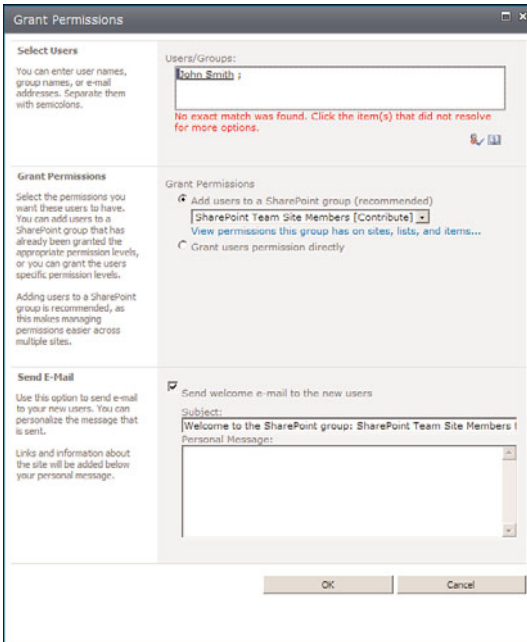 Grant Permissions
Select Users
You can enter user names,
group names, or e-mail
addresses. Separate them
with semicolons.
Users/Groups:
John Smith ;
No exact match was found. Click the item(s) that did not resolve
for more options.
Grant Permissions
Select the permissions you
want these users to have.
You can add users to a
SharePoint group that has
already been granted the
appropriate permission levels,
or you can grant the users
specific permission levels.
Adding users to a SharePoint
group is recommended, as
this makes managing
permissions easier across
multiple sites.
Grant Permissions
Add users to a SharePoint group (recommended)
SharePoint Team Site Members [Contribute]
View permissions this group has on sites, lists, and items...
Grant users permission directly
Send E-Mail
Use this option to send e-mail
to your new users. You can
personalize the message that
is sent.
Links and information about
the site will be added below
your personal message.
Send welcome e-mail to the new users
Subject:
Welcome to the SharePoint group: SharePoint Team Site Members f
Personal Message:
OK
Cancel